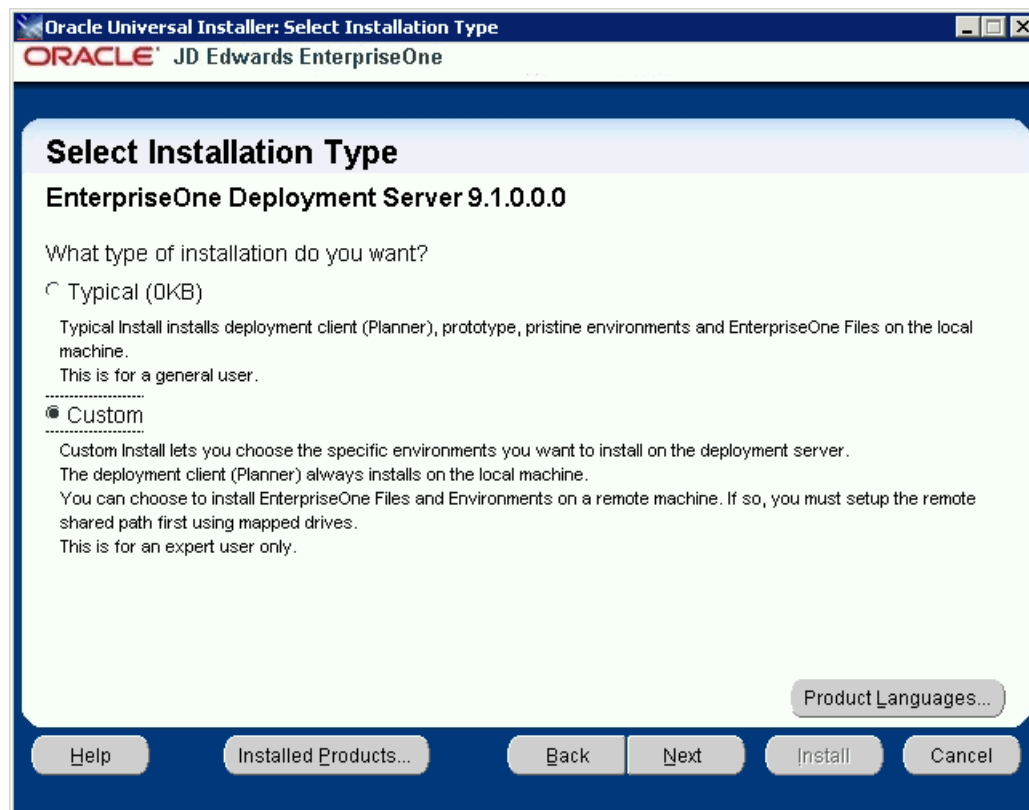 Oracle Universal Installer: Select Installation Type
ORACLE JD Edwards EnterpriseOne
Select Installation Type
EnterpriseOne Deployment Server 9.1.0.0.0
What type of installation do you want?
Typical (0KB)
Typical Install installs deployment client (Planner), prototype, pristine environments and EnterpriseOne Files on the local
machine.
This is for a general user.
Custom
Custom Install lets you choose the specific environments you want to install on the deployment server.
The deployment client (Planner) always installs on the local machine.
You can choose to install EnterpriseOne Files and Environments on a remote machine. If so, you must setup the remote
shared path first using mapped drives.
This is for an expert user only.
Product Languages...
Help Installed Products... Back Next Install Cancel